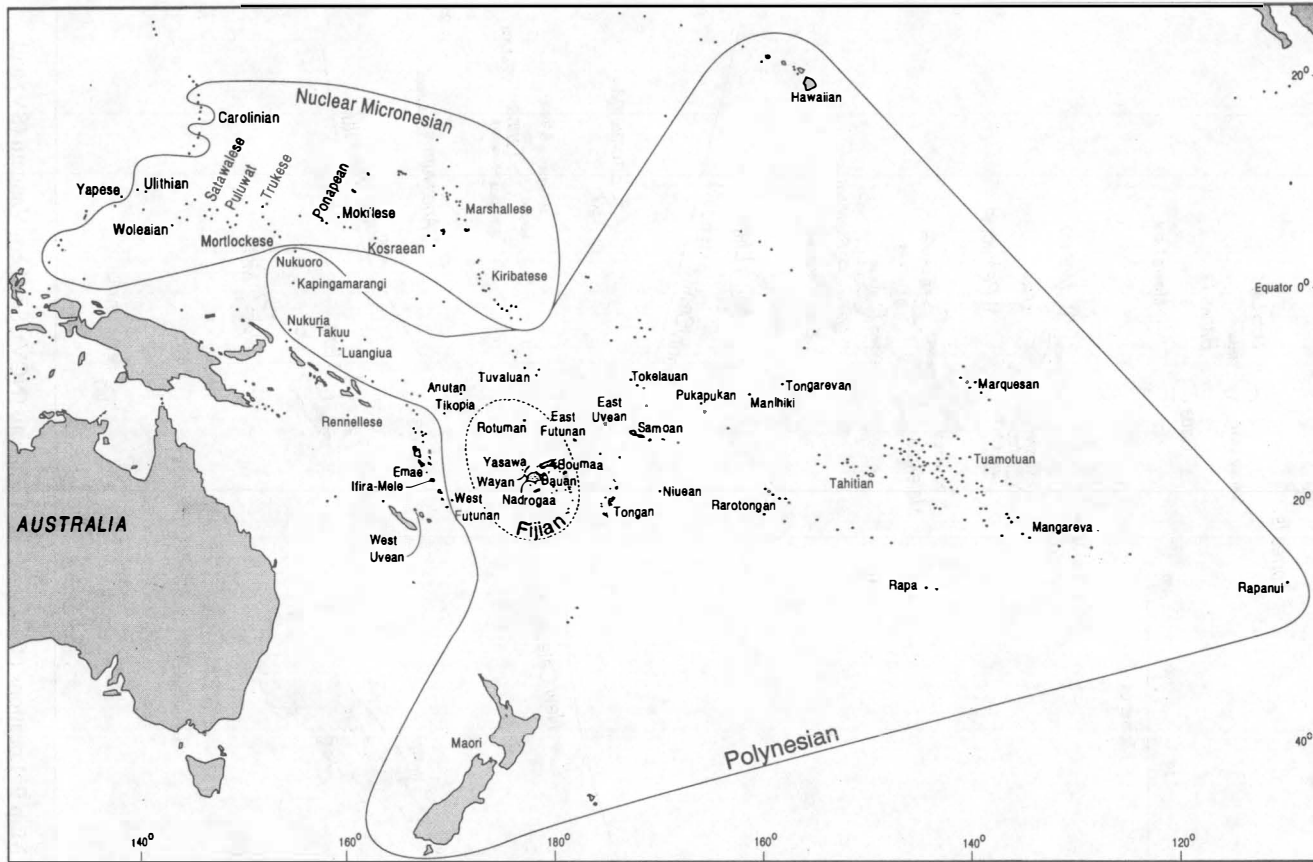 20°
Hawaiian
Nuclear Micronesian
Carolinian
Satawalese
Puluwat
Trukese
Ponapean
Yapese
Ulithian
Woleaian
Mokilese
Marshallese
Mortlockese
Kosraean
Nukuoro
Kapingamarangi
Kiribatese
Equator 0°
Nukuria
Takuu
Luangiua
Anutan
Tikopia
Tuvaluan
Tokelauan
Pukapukan
Manihiki
Tongarevan
Marquesan
East
Uvean
Rennellese
Rotuman
East
Futunan
Samoan
Yasawa
Boumaa
Wayan
Bauan
Nadrogaa
Fijian
Emae
Ifira-Mele
West
Futunan
West
Uvean
Tongan
Niuean
Rarotongan
Tahitian
Tuamotuan
20°
Mangareva
AUSTRALIA
Rapa
Rapanui
Maori
Polynesian
40°
140°
160°
180°
160°
140°
120°